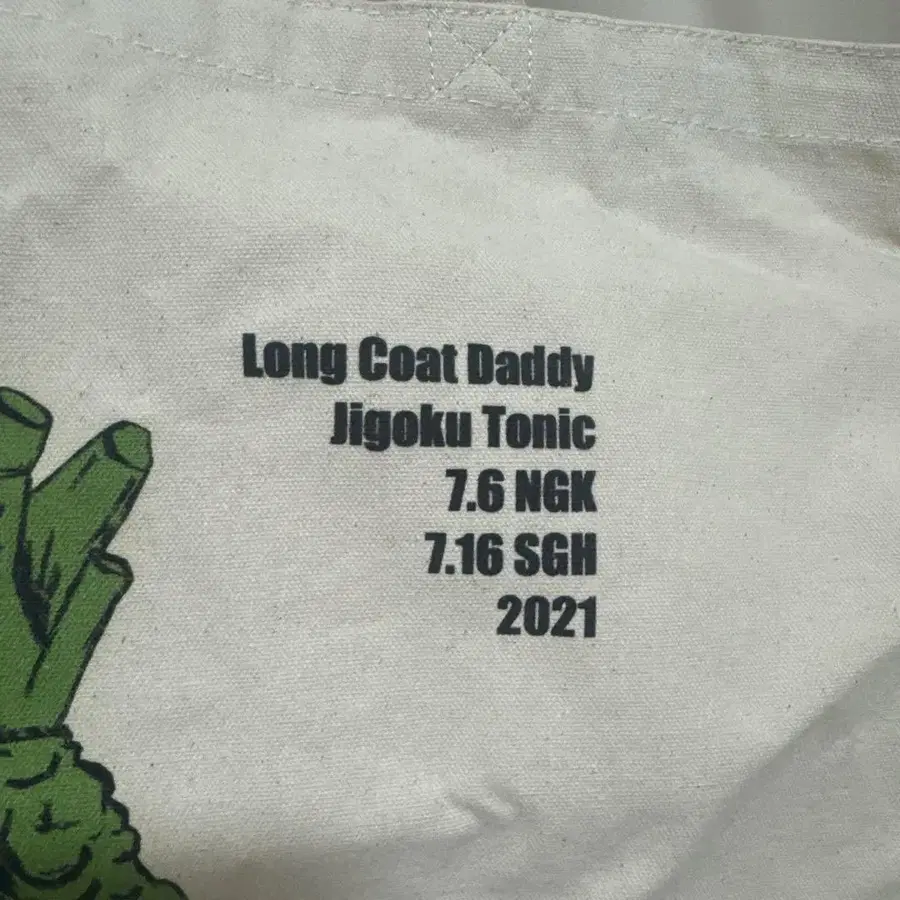 Long Coat Daddy
Jigoku Tonic
7.6 NGK
7.16 SGH
2021